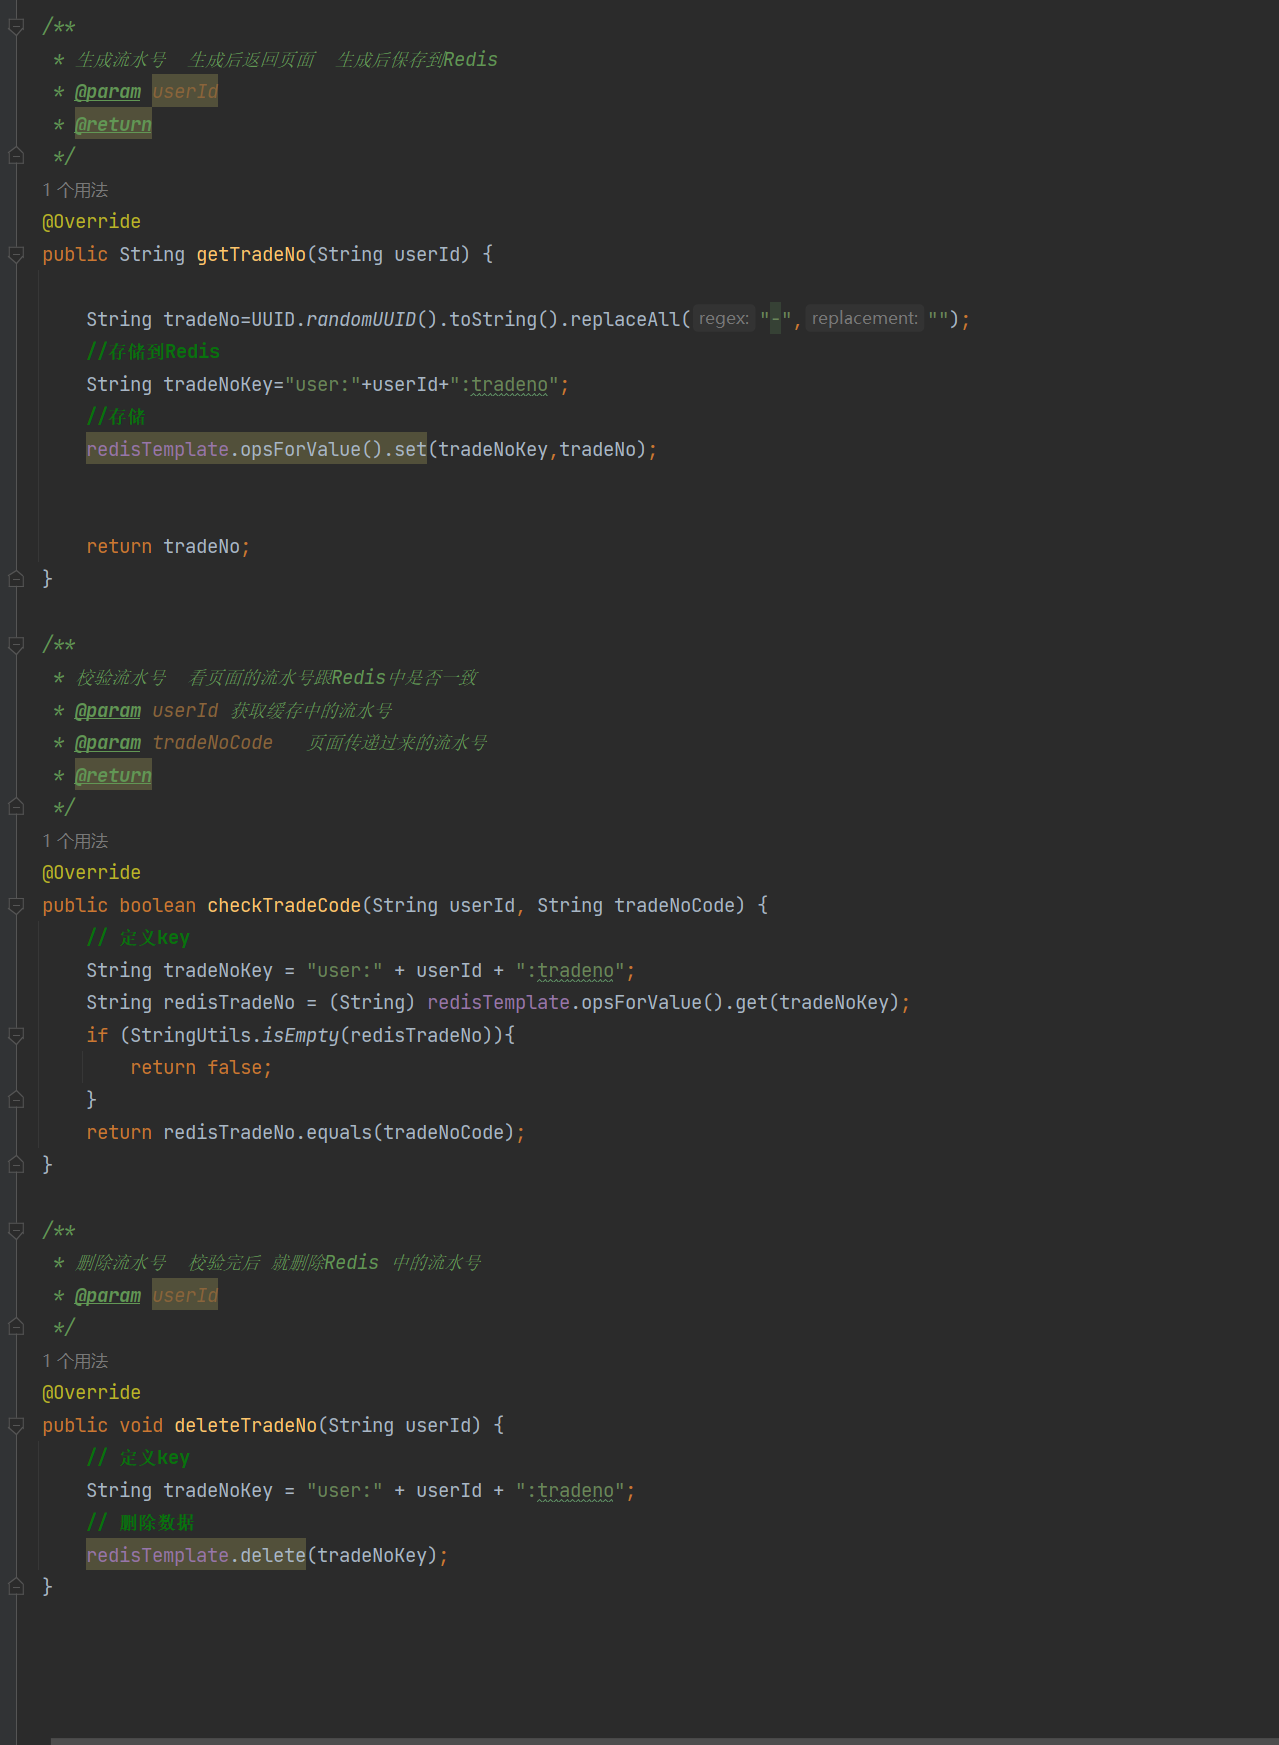 /**
 * 生成流水号  生成后返回页面  生成后保存到Redis
 * @param userId
 * @return
 */
1 个用法
@Override
public String getTradeNo(String userId) {
    String tradeNo=UUID.randomUUID().toString().replaceAll( regex: "-", replacement: "");
    //存储到Redis
    String tradeNoKey="user:"+userId+":tradeno";
    //存储
    redisTemplate.opsForValue().set(tradeNoKey,tradeNo);
    return tradeNo;
}
/**
 * 校验流水号  看页面的流水号跟Redis中是否一致
 * @param userId 获取缓存中的流水号
 * @param tradeNoCode   页面传递过来的流水号
 * @return
 */
1 个用法
@Override
public boolean checkTradeCode(String userId, String tradeNoCode) {
    // 定义key
    String tradeNoKey = "user:" + userId + ":tradeno";
    String redisTradeNo = (String) redisTemplate.opsForValue().get(tradeNoKey);
    if (StringUtils.isEmpty(redisTradeNo)){
        return false;
    }
    return redisTradeNo.equals(tradeNoCode);
}
/**
 * 删除流水号  校验完后 就删除Redis 中的流水号
 * @param userId
 */
1 个用法
@Override
public void deleteTradeNo(String userId) {
    // 定义key
    String tradeNoKey = "user:" + userId + ":tradeno";
    // 删除数据
    redisTemplate.delete(tradeNoKey);
}